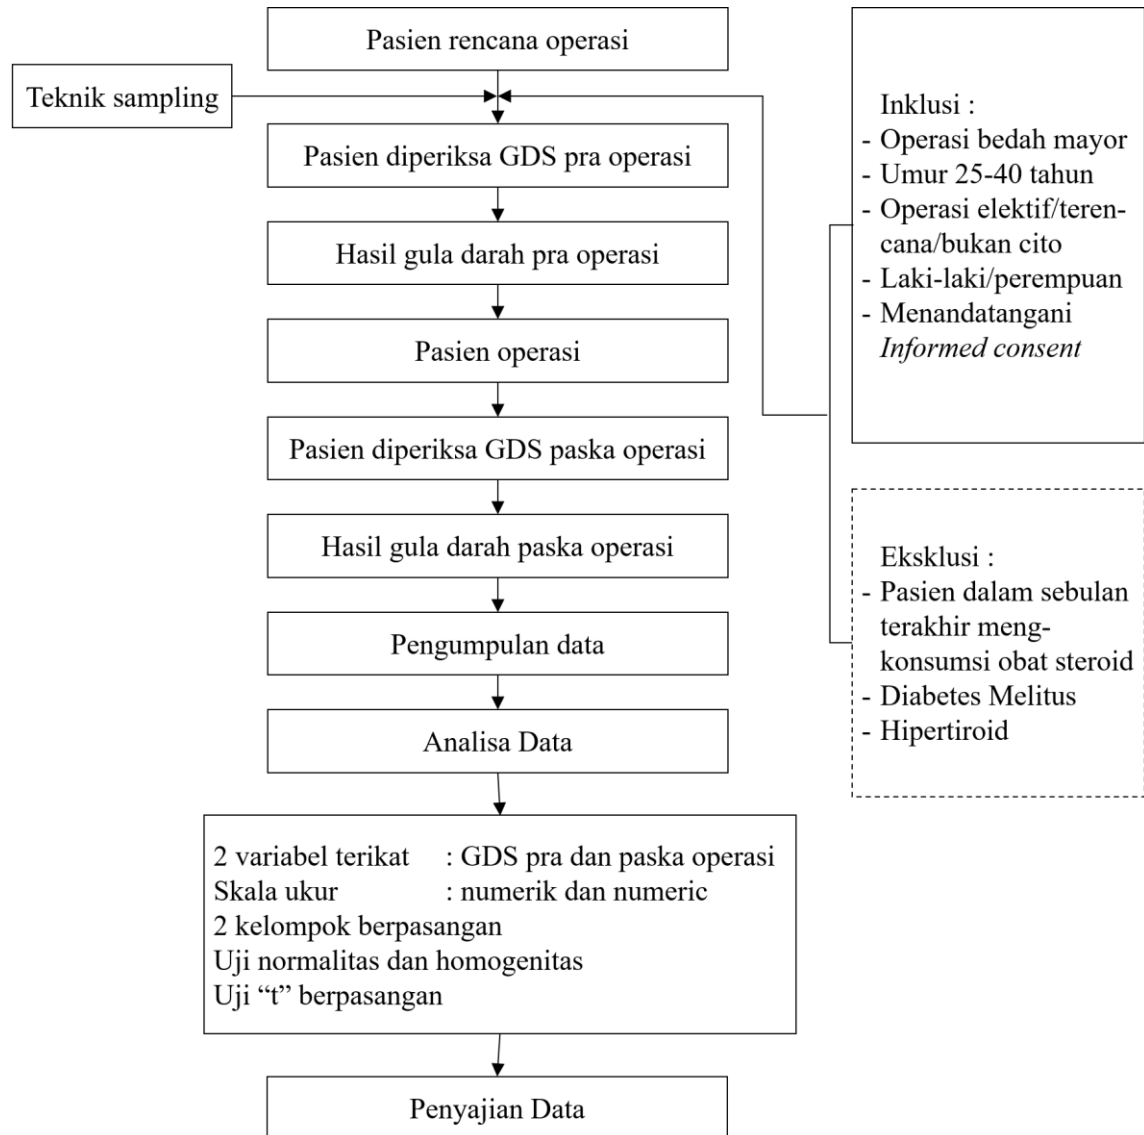 Pasien rencana operasi
Teknik sampling
Pasien diperiksa GDS pra operasi
Hasil gula darah pra operasi
Pasien operasi
Pasien diperiksa GDS paska operasi
Hasil gula darah paska operasi
Pengumpulan data
Analisa Data
2 variabel terikat : GDS pra dan paska operasi
Skala ukur : numerik dan numeric
2 kelompok berpasangan
Uji normalitas dan homogenitas
Uji “t” berpasangan
Penyajian Data
Inklusi :
- Operasi bedah mayor
- Umur 25-40 tahun
- Operasi elektif/teren-
cana/bukan cito
- Laki-laki/perempuan
- Menandatangani
Informed consent
Eksklusi :
- Pasien dalam sebulan
terakhir meng-
konsumsi obat steroid
- Diabetes Melitus
- Hipertiroid